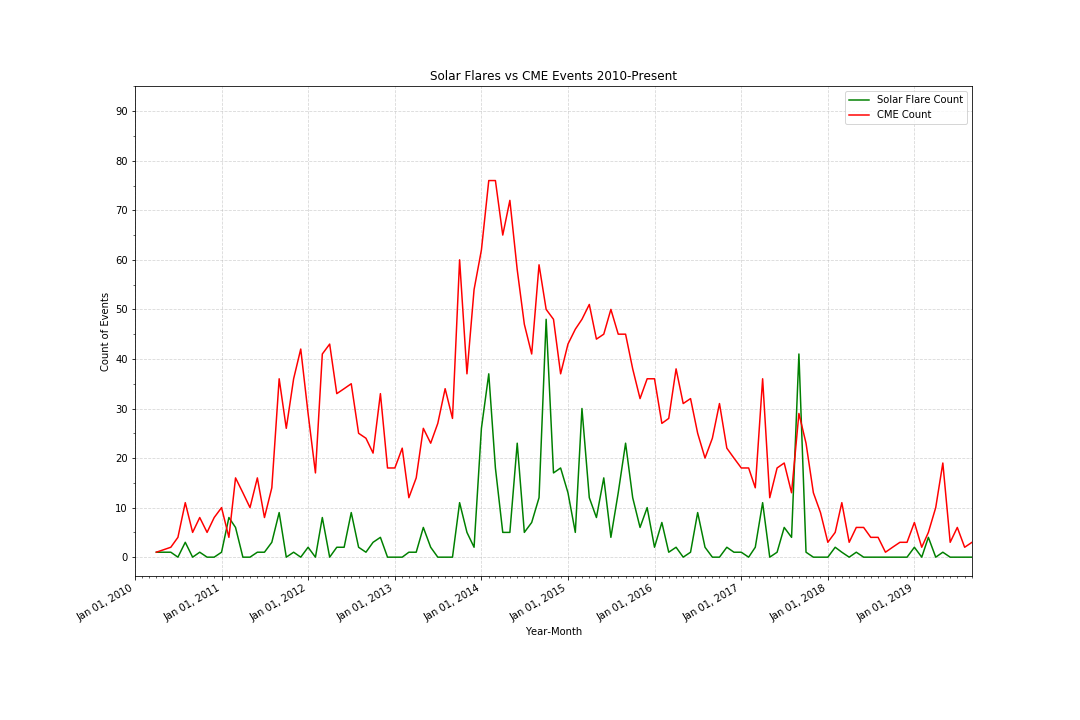 Solar Flares vs CME Events 2010-Present
Solar Flare Count
CME Count
Count of Events
90
80
70
60
50
40
30
20
10
0
Jan 01, 2010
Jan 01, 2011
Jan 01, 2012
Jan 01, 2013
Jan 01, 2014
Jan 01, 2015
Jan 01, 2016
Jan 01, 2017
Jan 01, 2018
Jan 01, 2019
Year-Month